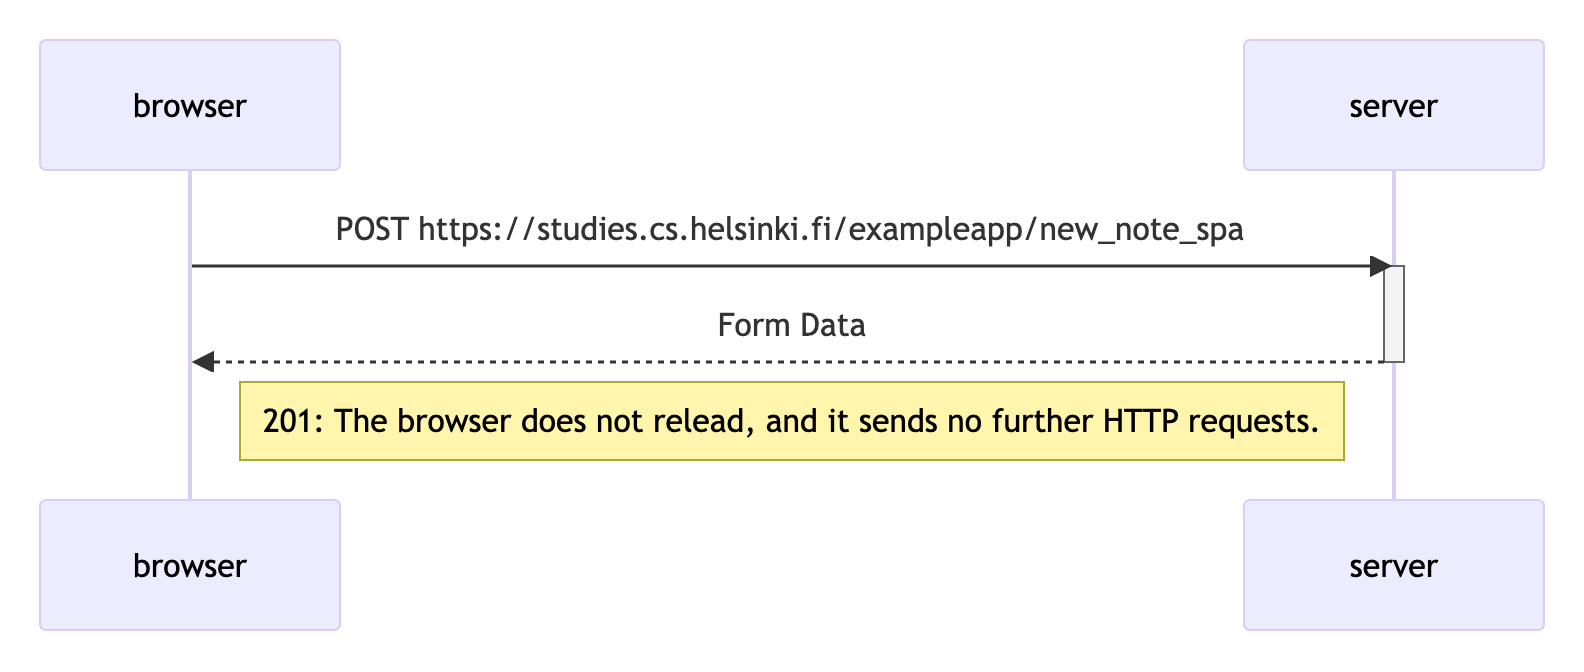 browser
server
POST https://studies.cs.helsinki.fi/exampleapp/new_note_spa
Form Data
201: The browser does not relead, and it sends no further HTTP requests.
browser
server